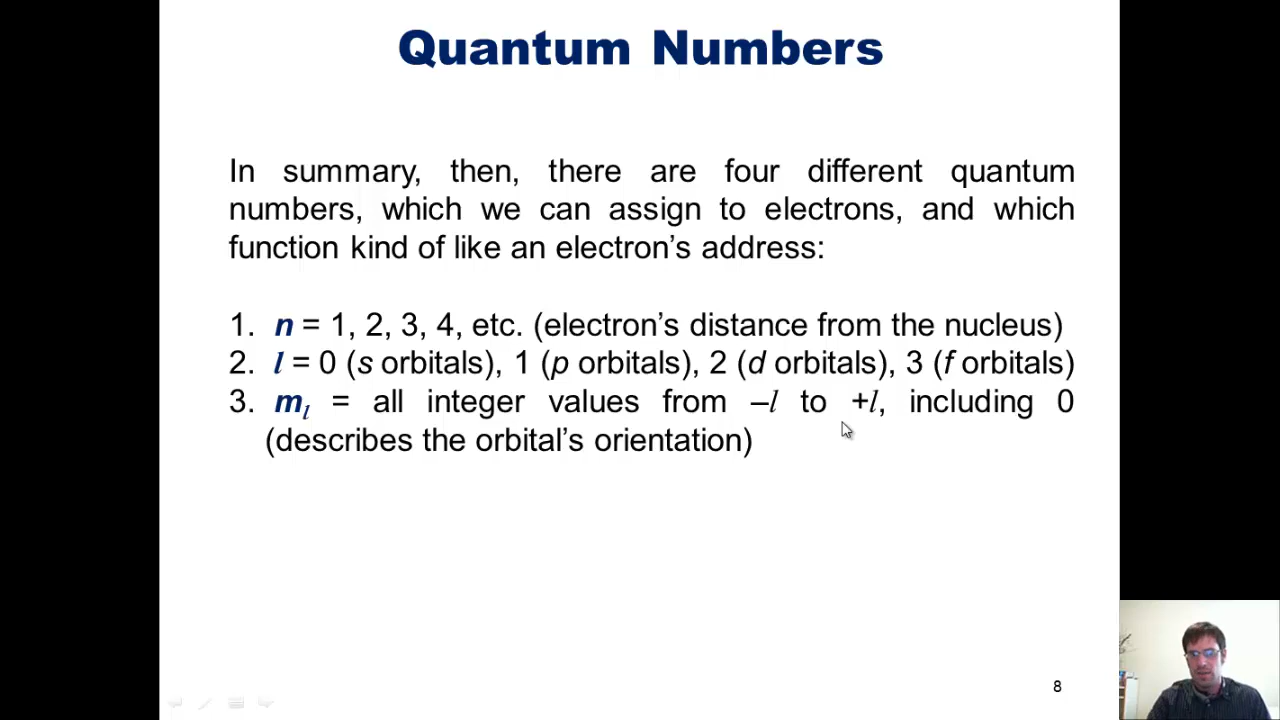 Quantum Numbers
In summary, then, there are four different quantum
numbers, which we can assign to electrons, and which
function kind of like an electron’s address:
1. n = 1, 2, 3, 4, etc. (electron’s distance from the nucleus)
2. l = 0 (s orbitals), 1 (p orbitals), 2 (d orbitals), 3 (f orbitals)
3. ml = all integer values from –l to +l, including 0
(describes the orbital’s orientation)
8